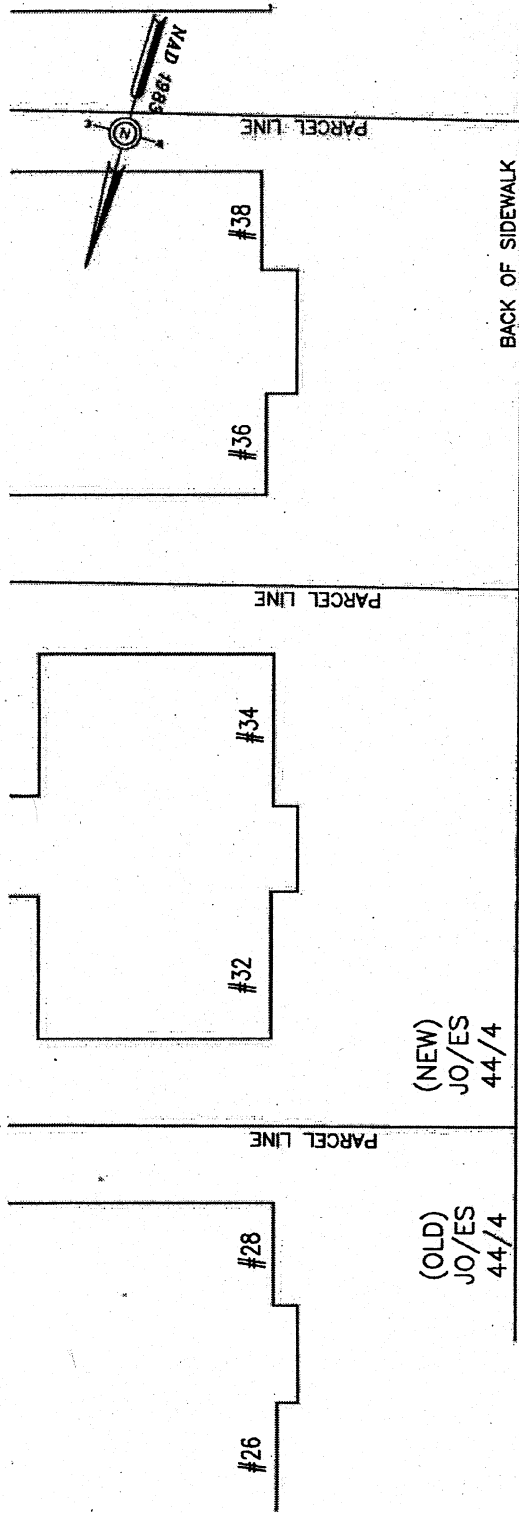 NAD 1983
N
PARCEL LINE
#38
BACK OF SIDEWALK
#36
PARCEL LINE
#34
#32
(NEW)
JO/ES
44/4
PARCEL LINE
#28
(OLD)
JO/ES
44/4
#26